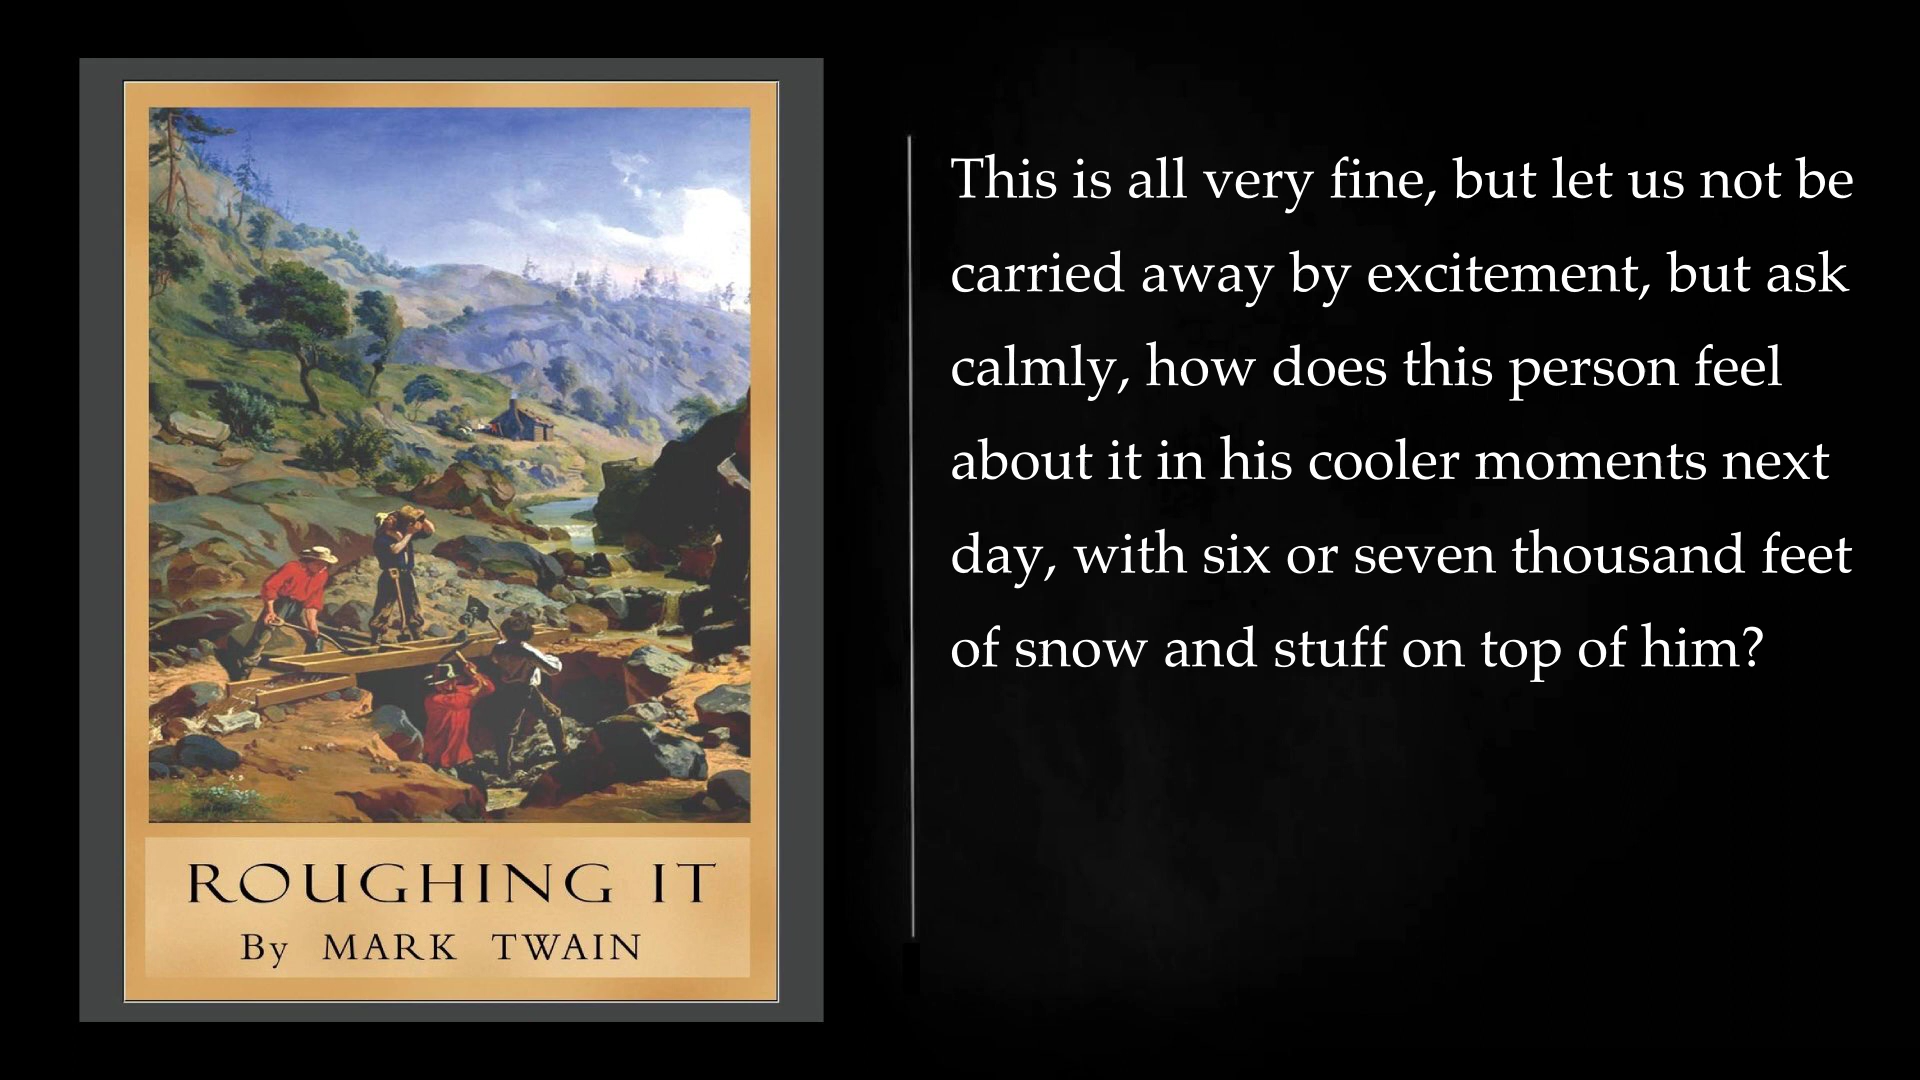 ROUGHING IT
By MARK TWAIN
This is all very fine, but let us not be
carried away by excitement, but ask
calmly, how does this person feel
about it in his cooler moments next
day, with six or seven thousand feet
of snow and stuff on top of him?